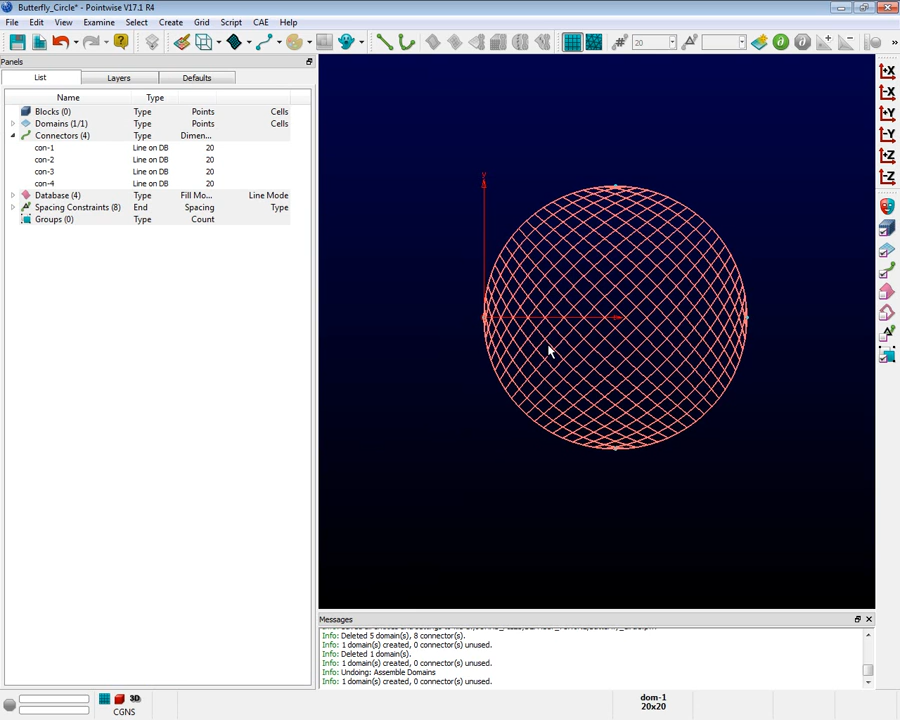 Butterfly_Circle* - Pointwise V17.1 R4
File Edit View Examine Select Create Grid Script CAE Help
20 20 »
Panels
List Layers Defaults
Name Type
Blocks (0) Type Points Cells
Domains (1/1) Type Points Cells
Connectors (4) Type Dimen...
con-1 Line on DB 20
con-2 Line on DB 20
con-3 Line on DB 20
con-4 Line on DB 20
Database (4) Type Fill Mo... Line Mode
Spacing Constraints (8) End Spacing Type
Groups (0) Type Count
y
+X
-X
+Y
-Y
+Z
-Z
Messages
Info: Deleted 5 domain(s), 8 connector(s).
Info: 1 domain(s) created, 0 connector(s) unused.
Info: Deleted 1 domain(s).
Info: 1 domain(s) created, 0 connector(s) unused.
Info: Undoing: Assemble Domains
Info: 1 domain(s) created, 0 connector(s) unused.
3D
CGNS
dom-1
20x20